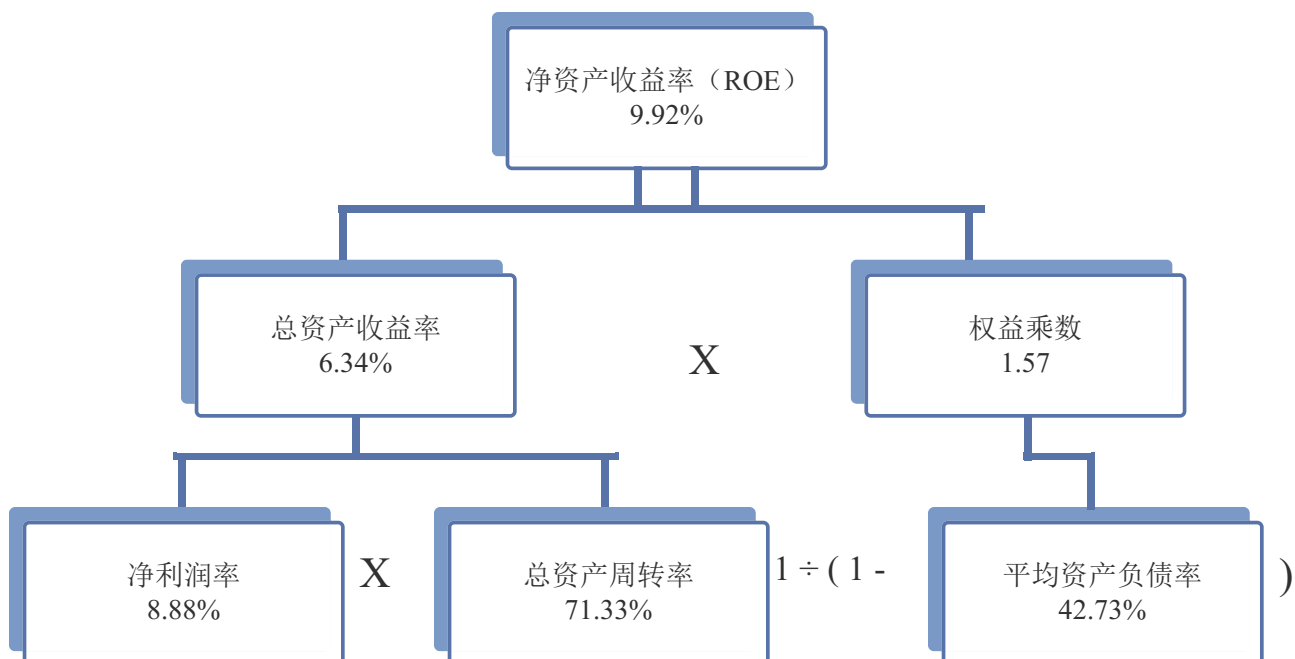 净资产收益率（ROE）
9.92%
总资产收益率
6.34%
X
权益乘数
1.57
净利润率
8.88%
X
总资产周转率
71.33%
1 ÷ ( 1 -
平均资产负债率
42.73%
)